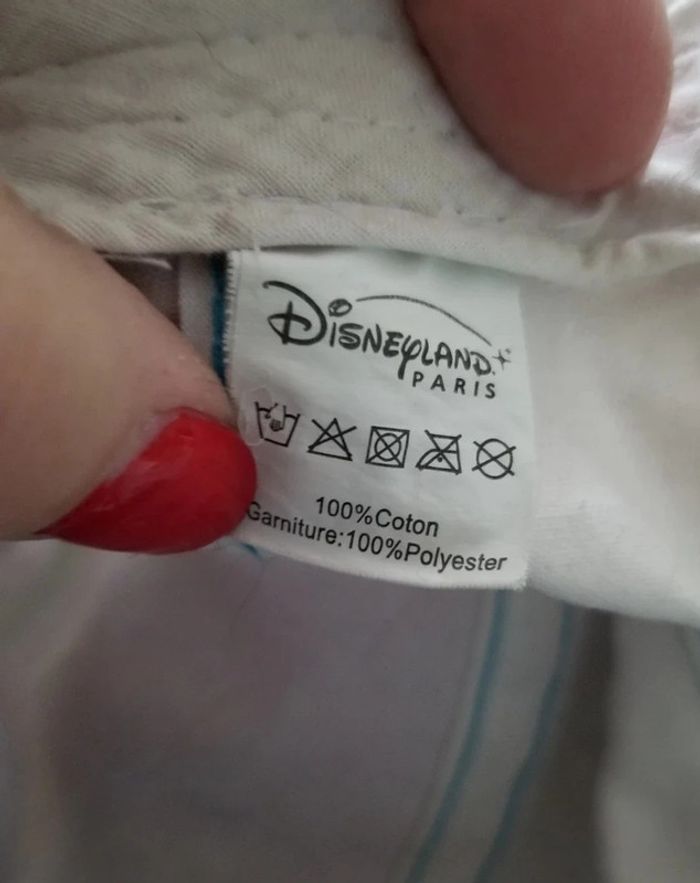 DISNEYLAND
PARIS
100%Coton
Garniture:100%Polyester